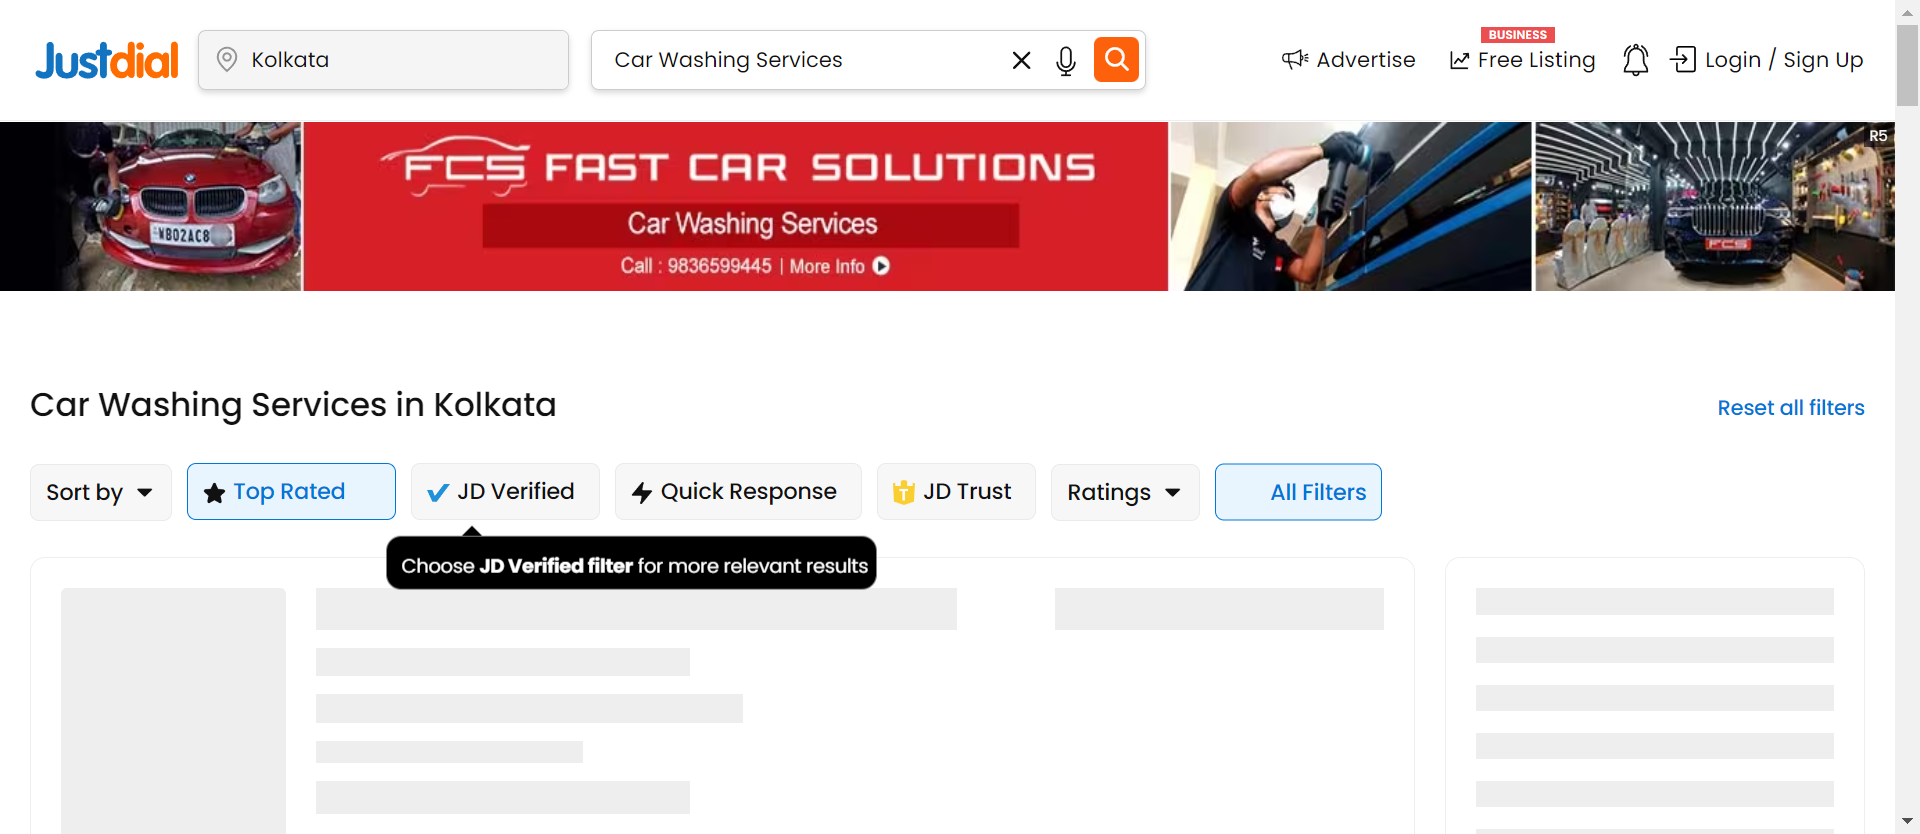 Justdial
Kolkata
Car Washing Services
Advertise
BUSINESS
Free Listing
Login / Sign Up
WB02AC8
FCS FAST CAR SOLUTIONS
Car Washing Services
Call : 9836599445 | More Info
FCS
R5
Car Washing Services in Kolkata
Reset all filters
Sort by
Top Rated
JD Verified
Quick Response
T
JD Trust
Ratings
All Filters
Choose JD Verified filter for more relevant results